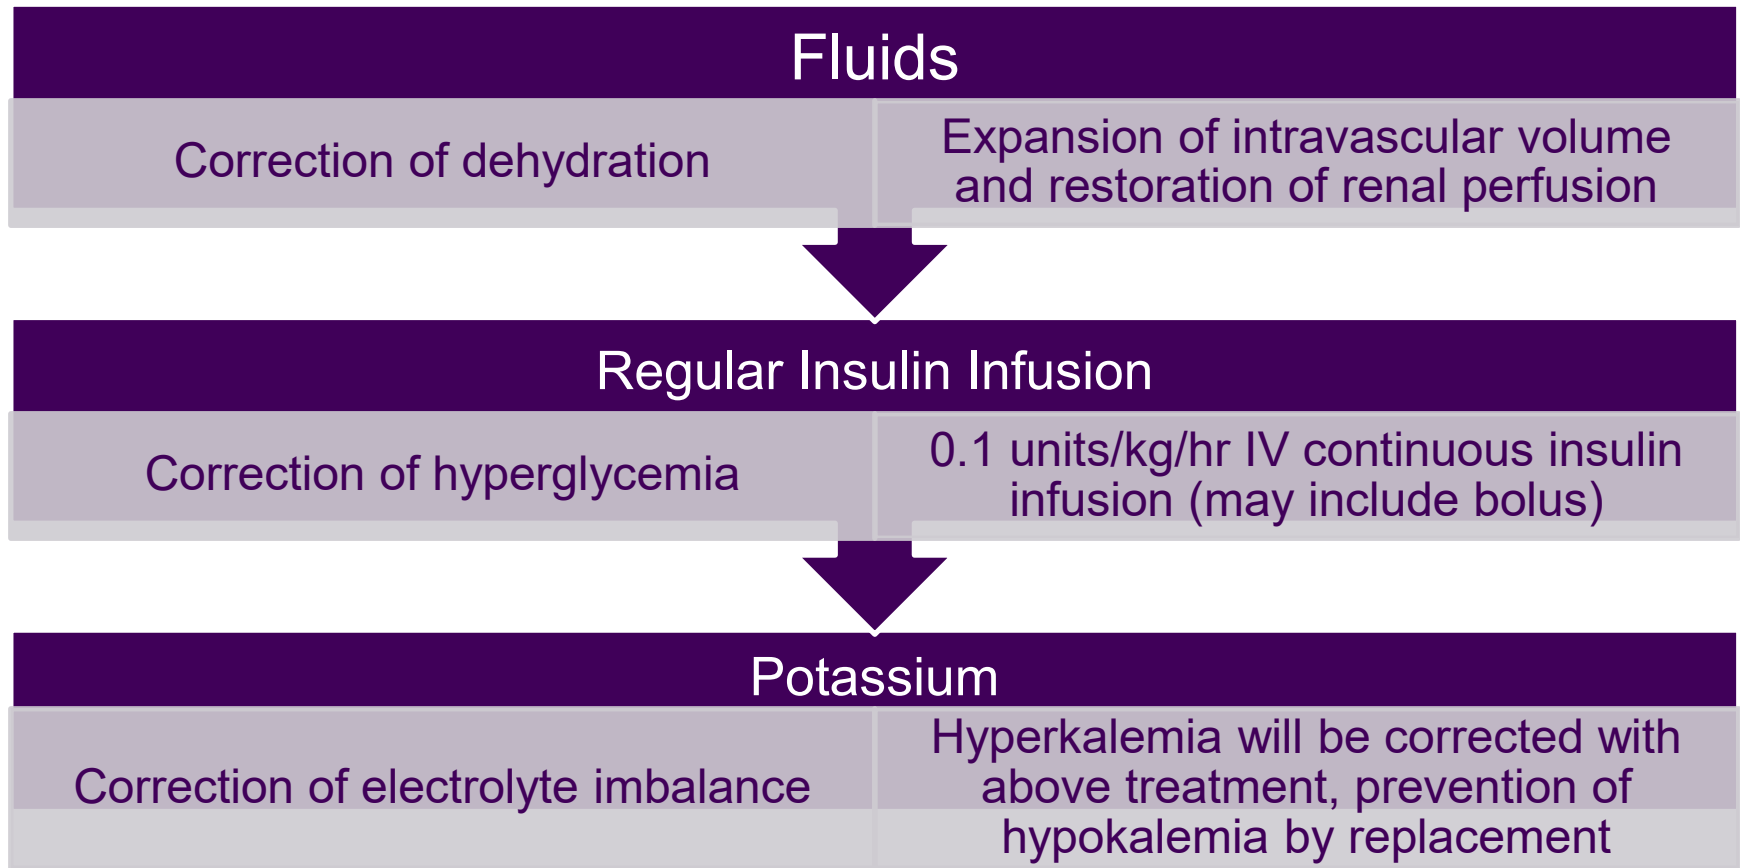 Fluids
Correction of dehydration
Expansion of intravascular volume
and restoration of renal perfusion
Regular Insulin Infusion
Correction of hyperglycemia
0.1 units/kg/hr IV continuous insulin
infusion (may include bolus)
Potassium
Correction of electrolyte imbalance
Hyperkalemia will be corrected with
above treatment, prevention of
hypokalemia by replacement